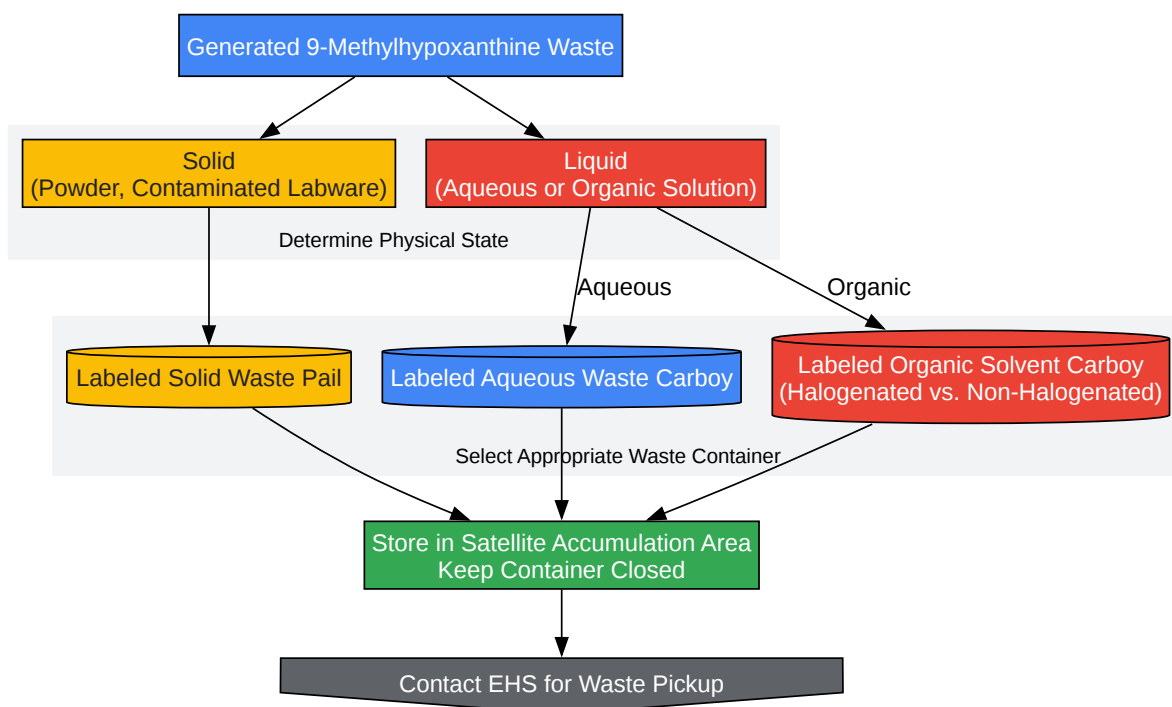 Generated 9-Methylhypoxanthine Waste
Solid
(Powder, Contaminated Labware)
Liquid
(Aqueous or Organic Solution)
Determine Physical State
Aqueous
Organic
Labeled Solid Waste Pail
Labeled Aqueous Waste Carboy
Labeled Organic Solvent Carboy
(Halogenated vs. Non-Halogenated)
Select Appropriate Waste Container
Store in Satellite Accumulation Area
Keep Container Closed
Contact EHS for Waste Pickup